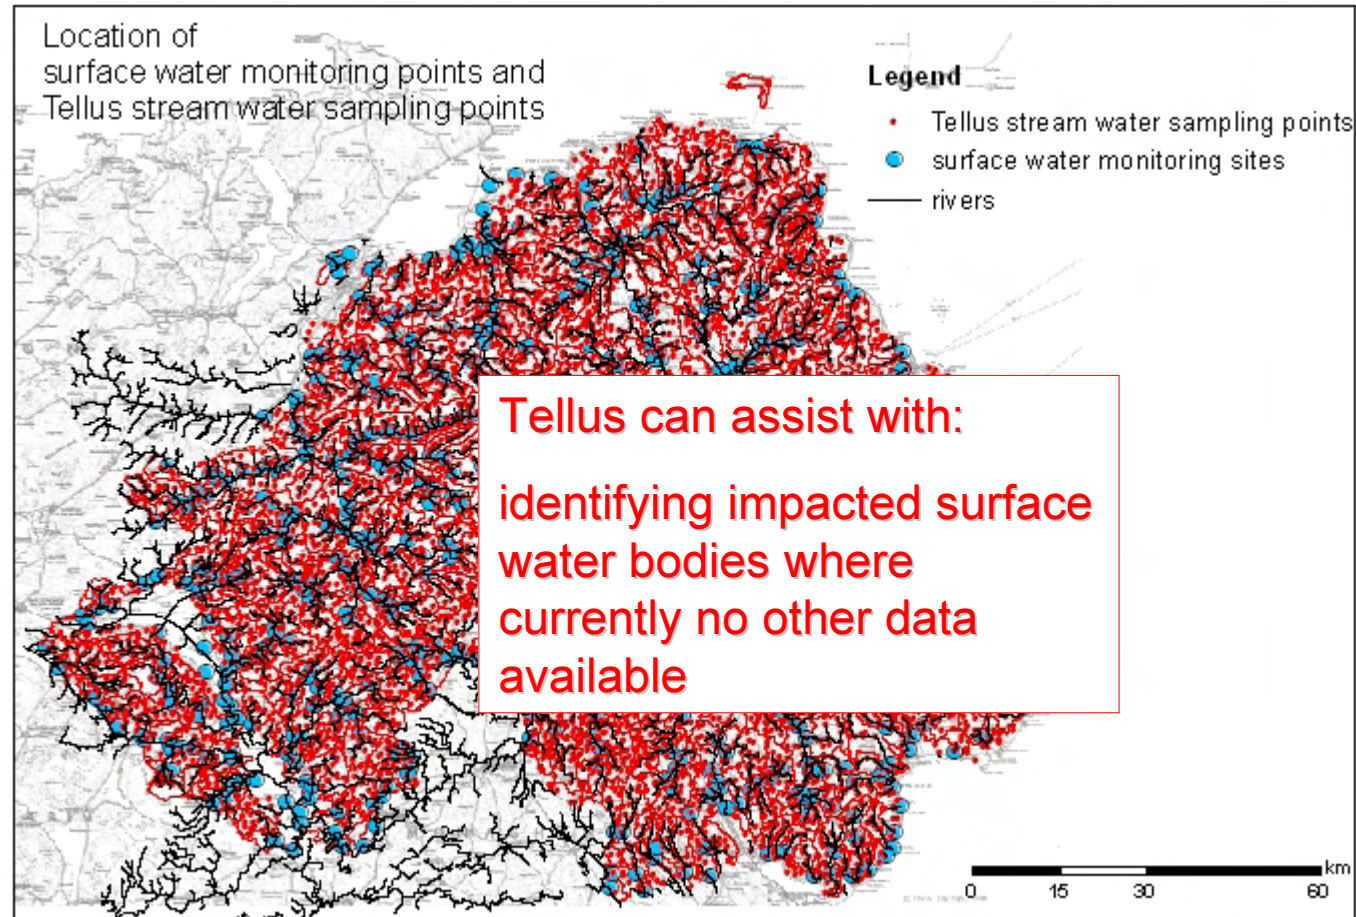 Location of
surface water monitoring points and
Tellus stream water sampling points
Legend
Tellus stream water sampling points
surface water monitoring sites
rivers
Tellus can assist with:
identifying impacted surface
water bodies where
currently no other data
available
km
0 15 30 60